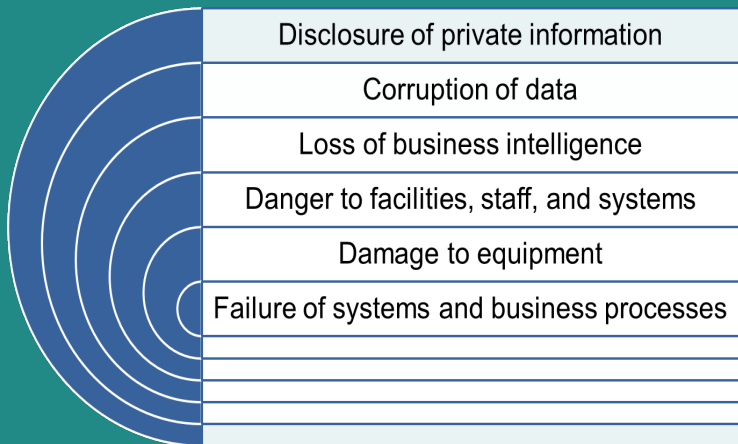 Disclosure of private information
Corruption of data
Loss of business intelligence
Danger to facilities, staff, and systems
Damage to equipment
Failure of systems and business processes